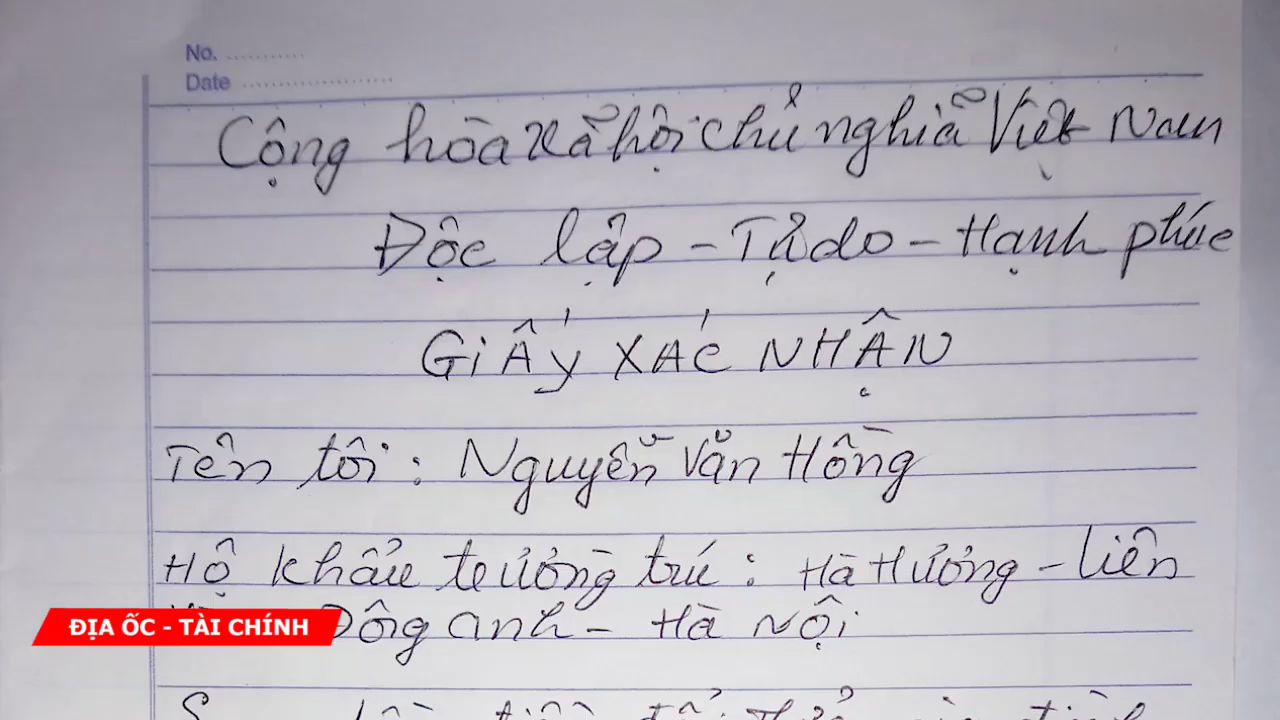 No.
Date
Cộng hòa Xã hội chủ nghĩa Việt Nam
Độc lập - Tự do - Hạnh phúc
GIẤY XÁC NHẬN
Tên tôi : Nguyễn Văn Hồng
Hộ khẩu trường trú : Hà Hương - Liên
Đông anh - Hà Nội
ĐỊA ỐC - TÀI CHÍNH